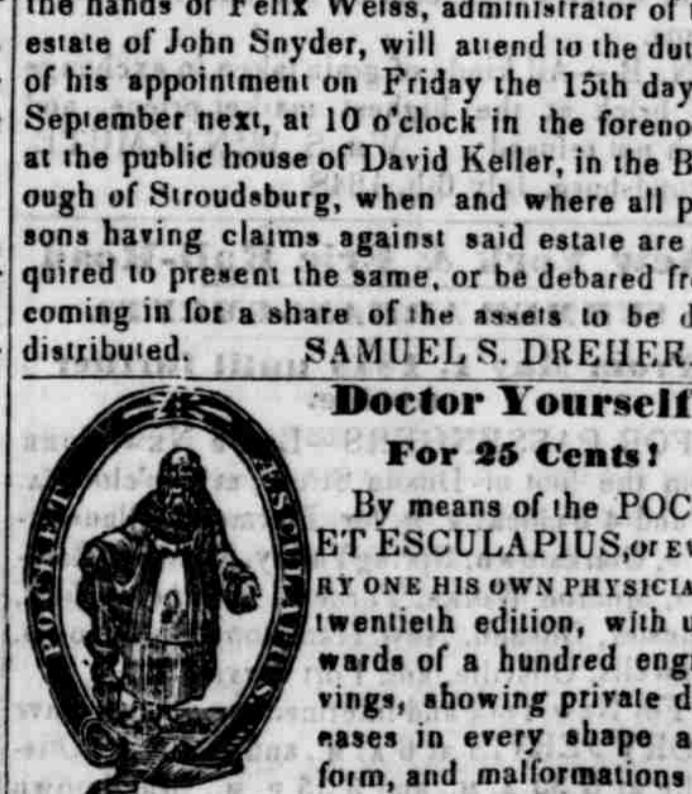 the hands of Felix Weiss, administrator of
estate of John Snyder, will attend to the dut
of his appointment on Friday the 15th day
September next, at 10 o'clock in the foreno
at the public house of David Keller, in the B
ough of Stroudsburg, when and where all p
sons having claims against said estate are
quired to present the same, or be debared fr
coming in for a share of the assets to be d
distributed. SAMUEL S. DREHER
POCKET ÆSCULAPIUS
Doctor Yourself
For 25 Cents!
By means of the POC
ET ESCULAPIUS, or EV
RY ONE HIS OWN PHYSICIA
twentieth edition, with u
wards of a hundred engr
vings, showing private d
eases in every shape a
form, and malformations